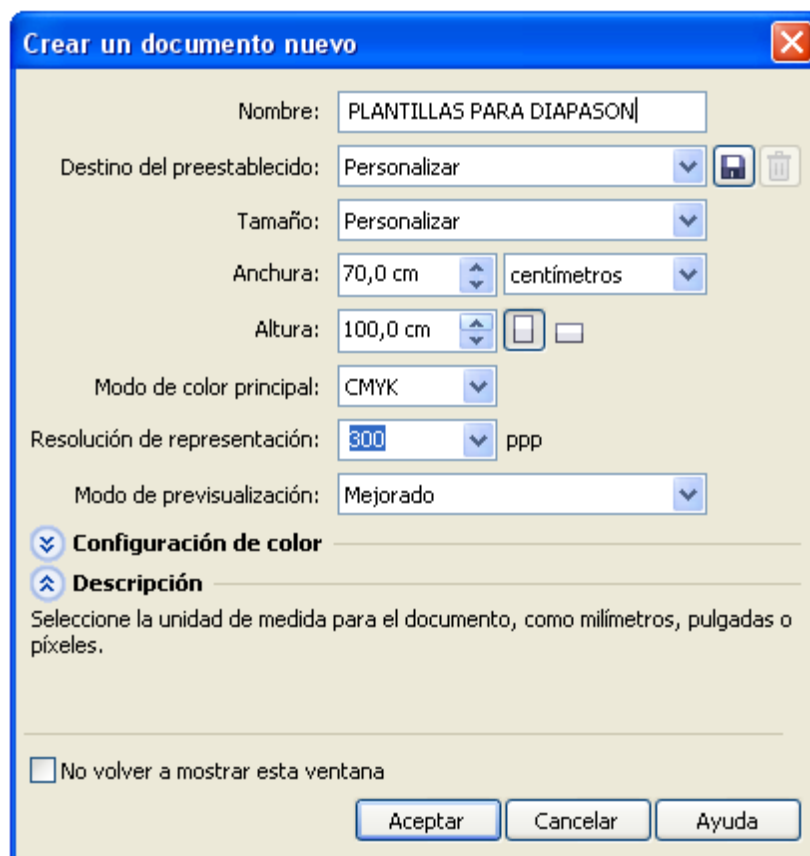 Crear un documento nuevo
Nombre: PLANTILLAS PARA DIAPASON
Destino del preestablecido: Personalizar
Tamaño: Personalizar
Anchura: 70,0 cm centímetros
Altura: 100,0 cm
Modo de color principal: CMYK
Resolución de representación: 300 ppp
Modo de previsualización: Mejorado
Configuración de color
Descripción
Seleccione la unidad de medida para el documento, como milímetros, pulgadas o
píxeles.
No volver a mostrar esta ventana
Aceptar Cancelar Ayuda